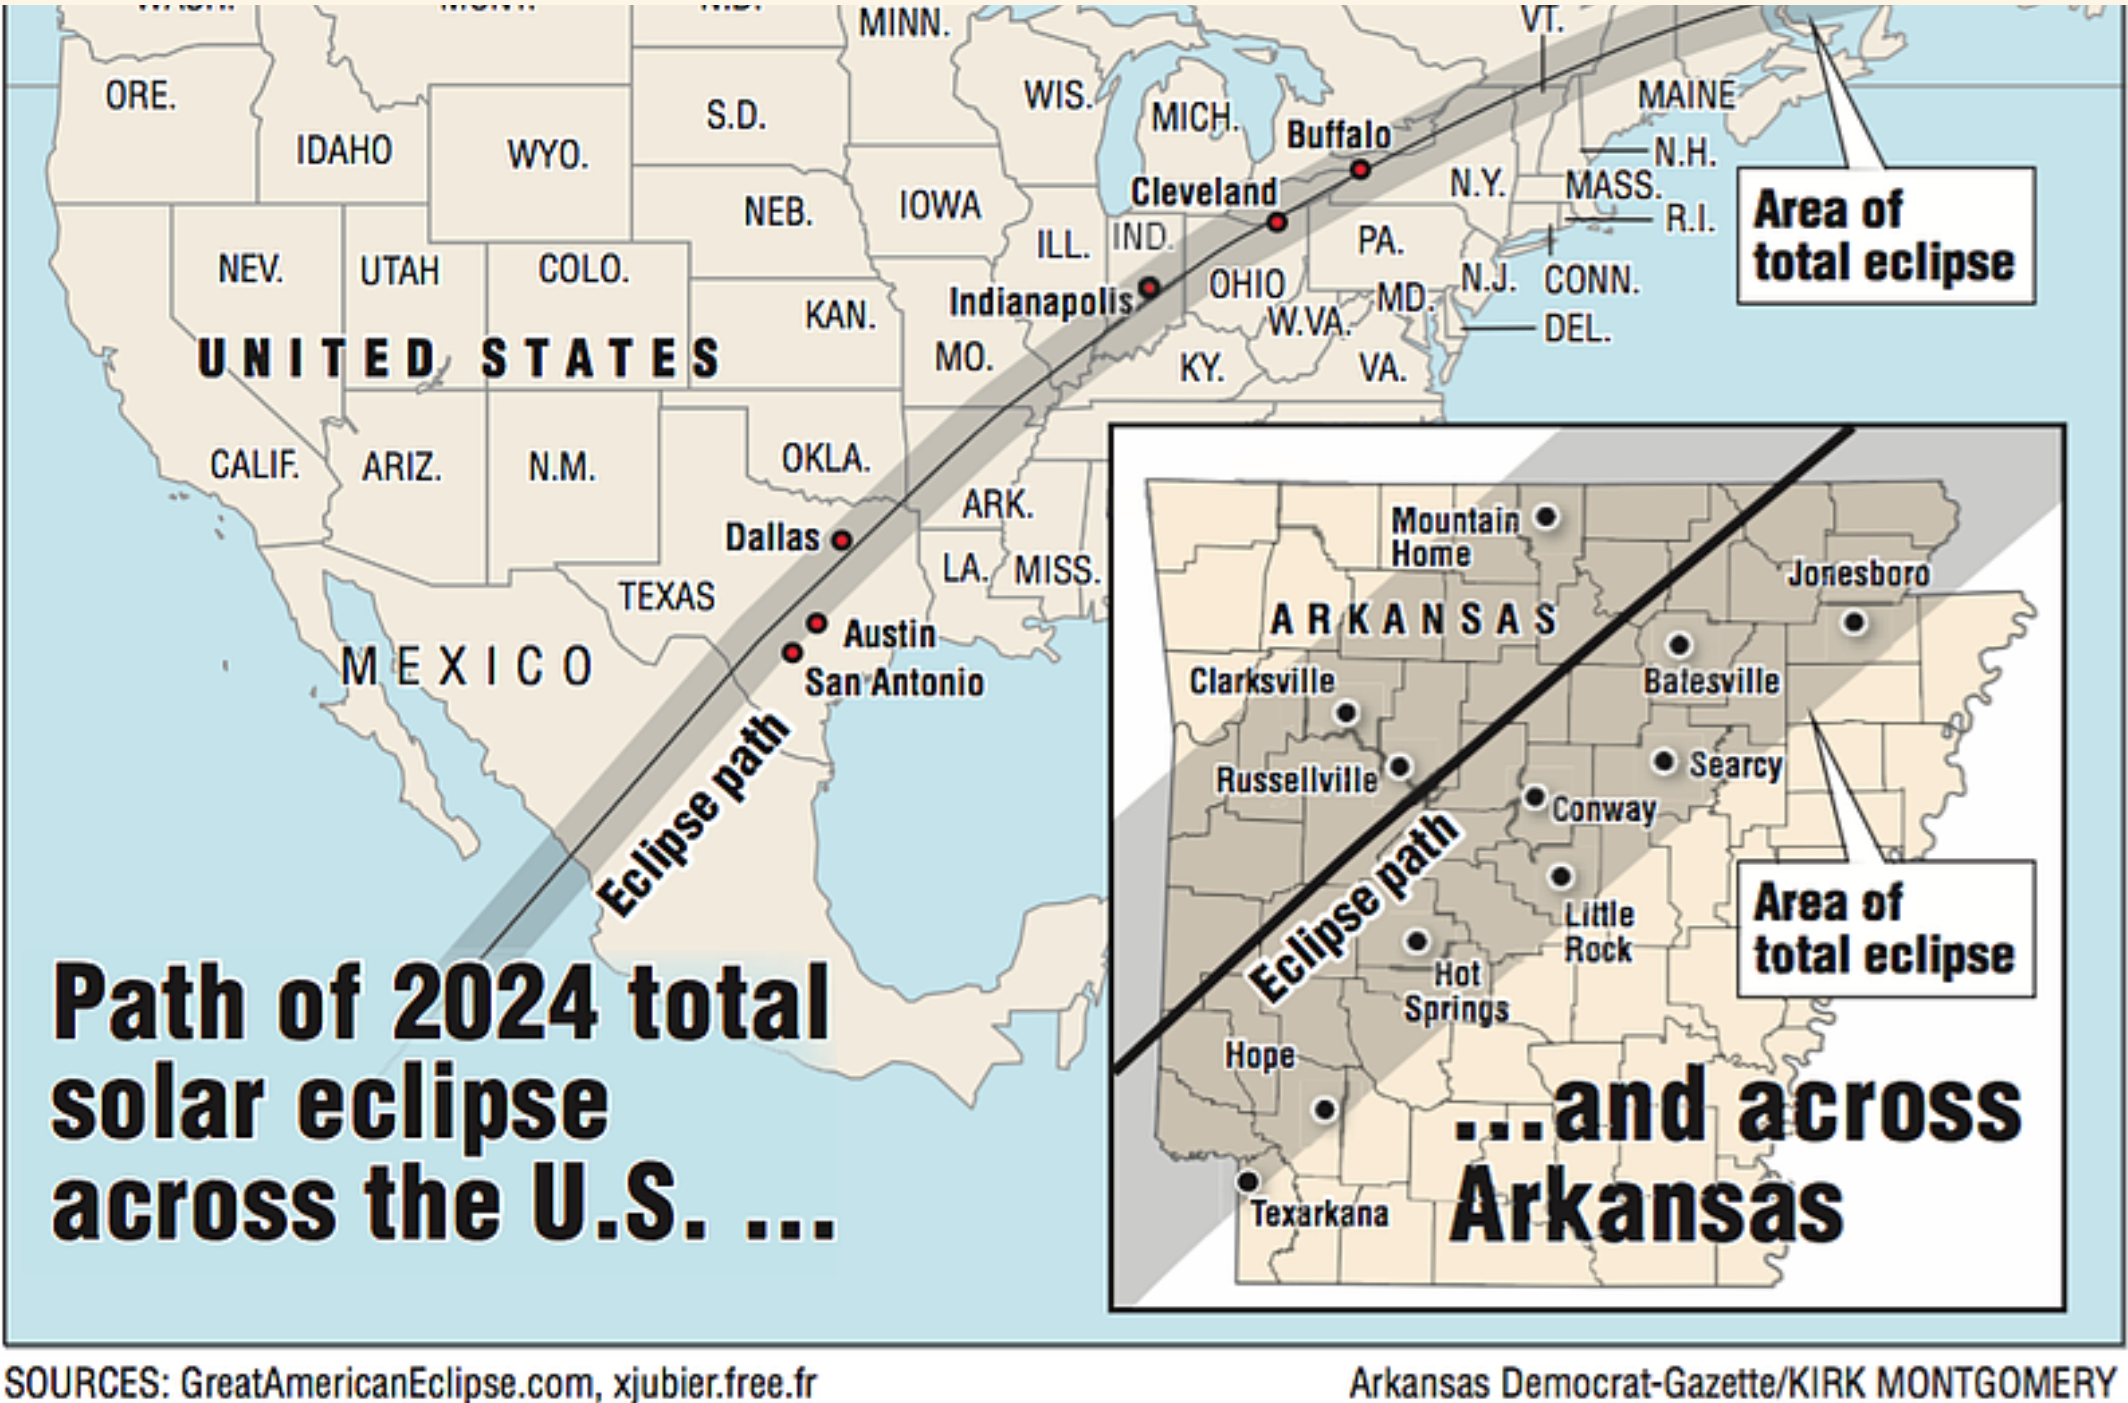 WASH.
MONT.
N.D.
MINN.
VT.
ORE.
IDAHO
WYO.
S.D.
WIS.
MICH.
MAINE
N.H.
MASS.
R.I.
Buffalo
Cleveland
N.Y.
NEB.
IOWA
ILL.
IND.
PA.
OHIO
N.J.
CONN.
MD.
DEL.
W.VA.
VA.
KY.
Indianapolis
NEV.
UTAH
COLO.
KAN.
MO.
UNITED STATES
CALIF.
ARIZ.
N.M.
OKLA.
ARK.
Dallas
LA.
MISS.
TEXAS
Austin
San Antonio
MEXICO
Eclipse path
Area of
total eclipse
Path of 2024 total
solar eclipse
across the U.S. ...
Mountain
Home
Jonesboro
ARKANSAS
Clarksville
Batesville
Russellville
Searcy
Conway
Eclipse path
Little
Rock
Hot
Springs
Hope
Texarkana
Area of
total eclipse
...and across
Arkansas
SOURCES: GreatAmericanEclipse.com, xjubier.free.fr
Arkansas Democrat-Gazette/KIRK MONTGOMERY